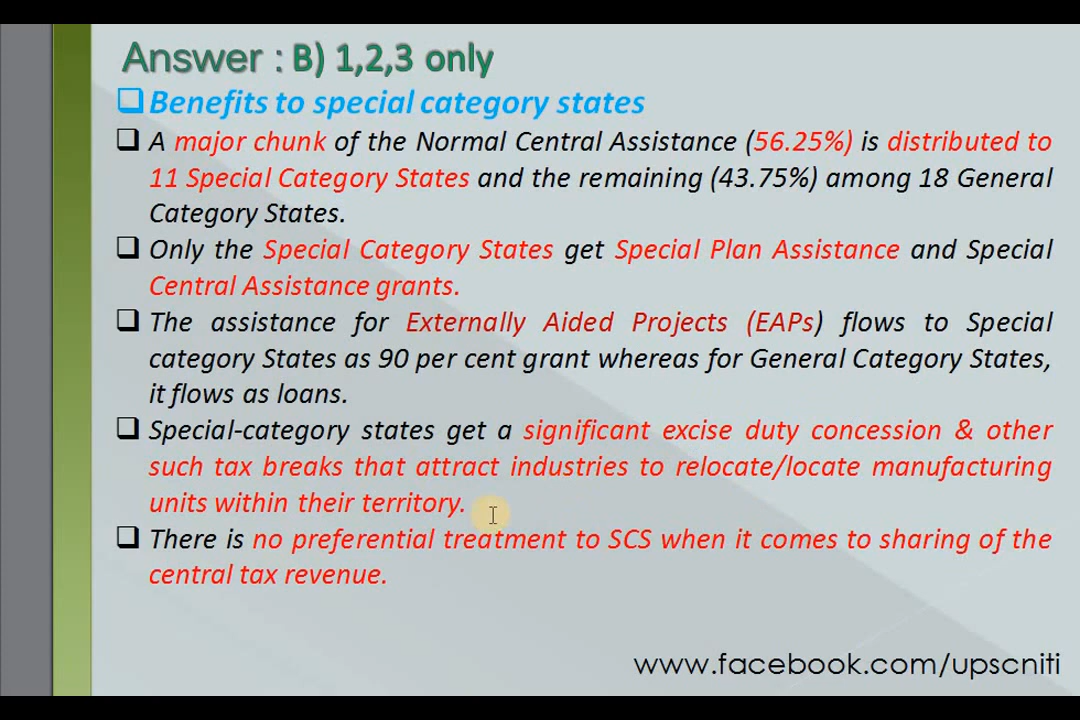 Answer : B) 1,2,3 only
❑Benefits to special category states
❑ A major chunk of the Normal Central Assistance (56.25%) is distributed to
11 Special Category States and the remaining (43.75%) among 18 General
Category States.
❑ Only the Special Category States get Special Plan Assistance and Special
Central Assistance grants.
❑ The assistance for Externally Aided Projects (EAPs) flows to Special
category States as 90 per cent grant whereas for General Category States,
it flows as loans.
❑ Special-category states get a significant excise duty concession & other
such tax breaks that attract industries to relocate/locate manufacturing
units within their territory.
❑ There is no preferential treatment to SCS when it comes to sharing of the
central tax revenue.
www.facebook.com/upscniti